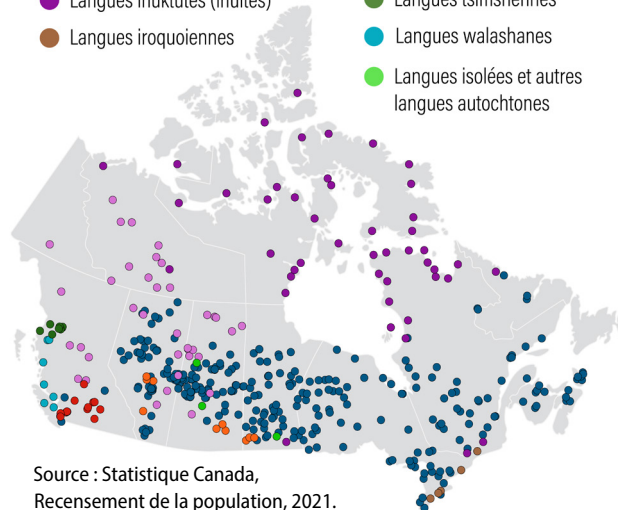 Langues inuktutes (inuites)
Langues tsimshennes
Langues iroquoiennes
Langues walashanes
Langues isolées et autres
langues autochtones
Source : Statistique Canada,
Recensement de la population, 2021.